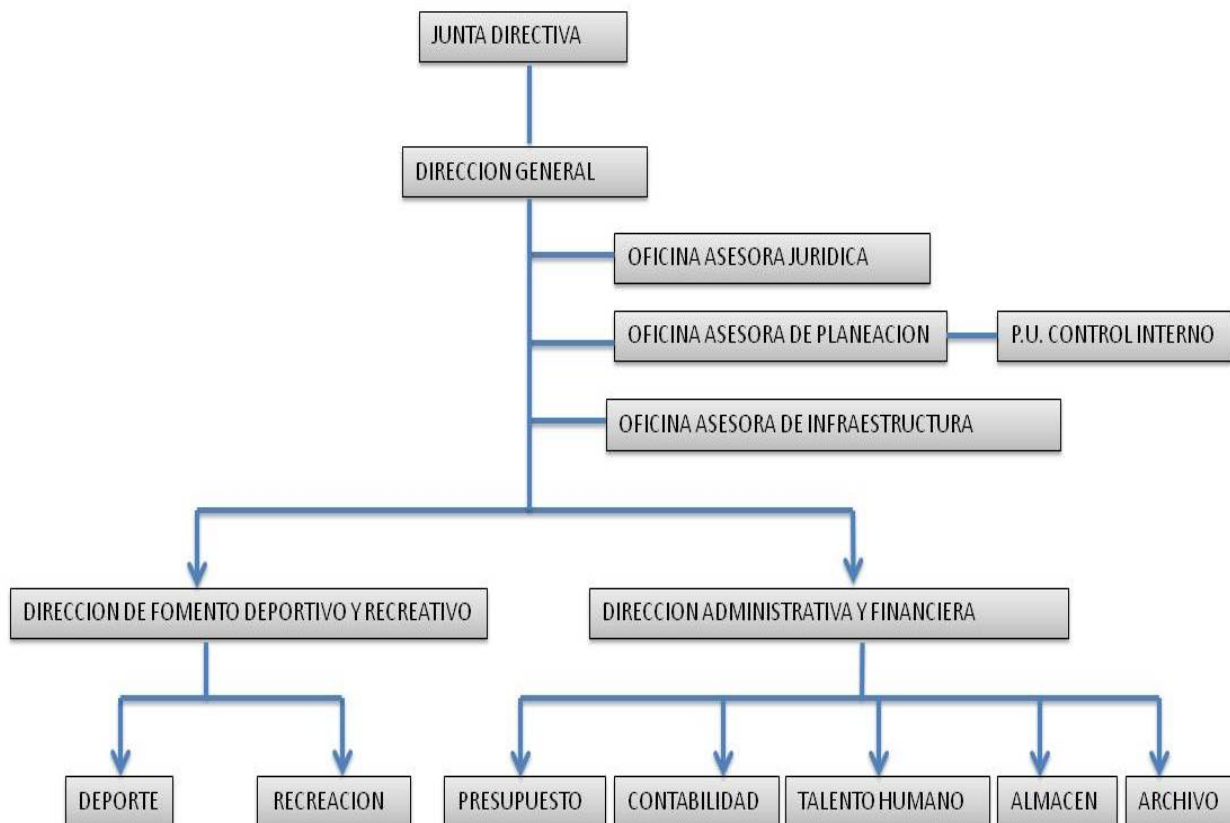 JUNTA DIRECTIVA
DIRECCION GENERAL
OFICINA ASESORA JURIDICA
OFICINA ASESORA DE PLANEACION
P.U. CONTROL INTERNO
OFICINA ASESORA DE INFRAESTRUCTURA
DIRECCION DE FOMENTO DEPORTIVO Y RECREATIVO
DIRECCION ADMINISTRATIVA Y FINANCIERA
DEPORTE
RECREACION
PRESUPUESTO
CONTABILIDAD
TALENTO HUMANO
ALMACEN
ARCHIVO